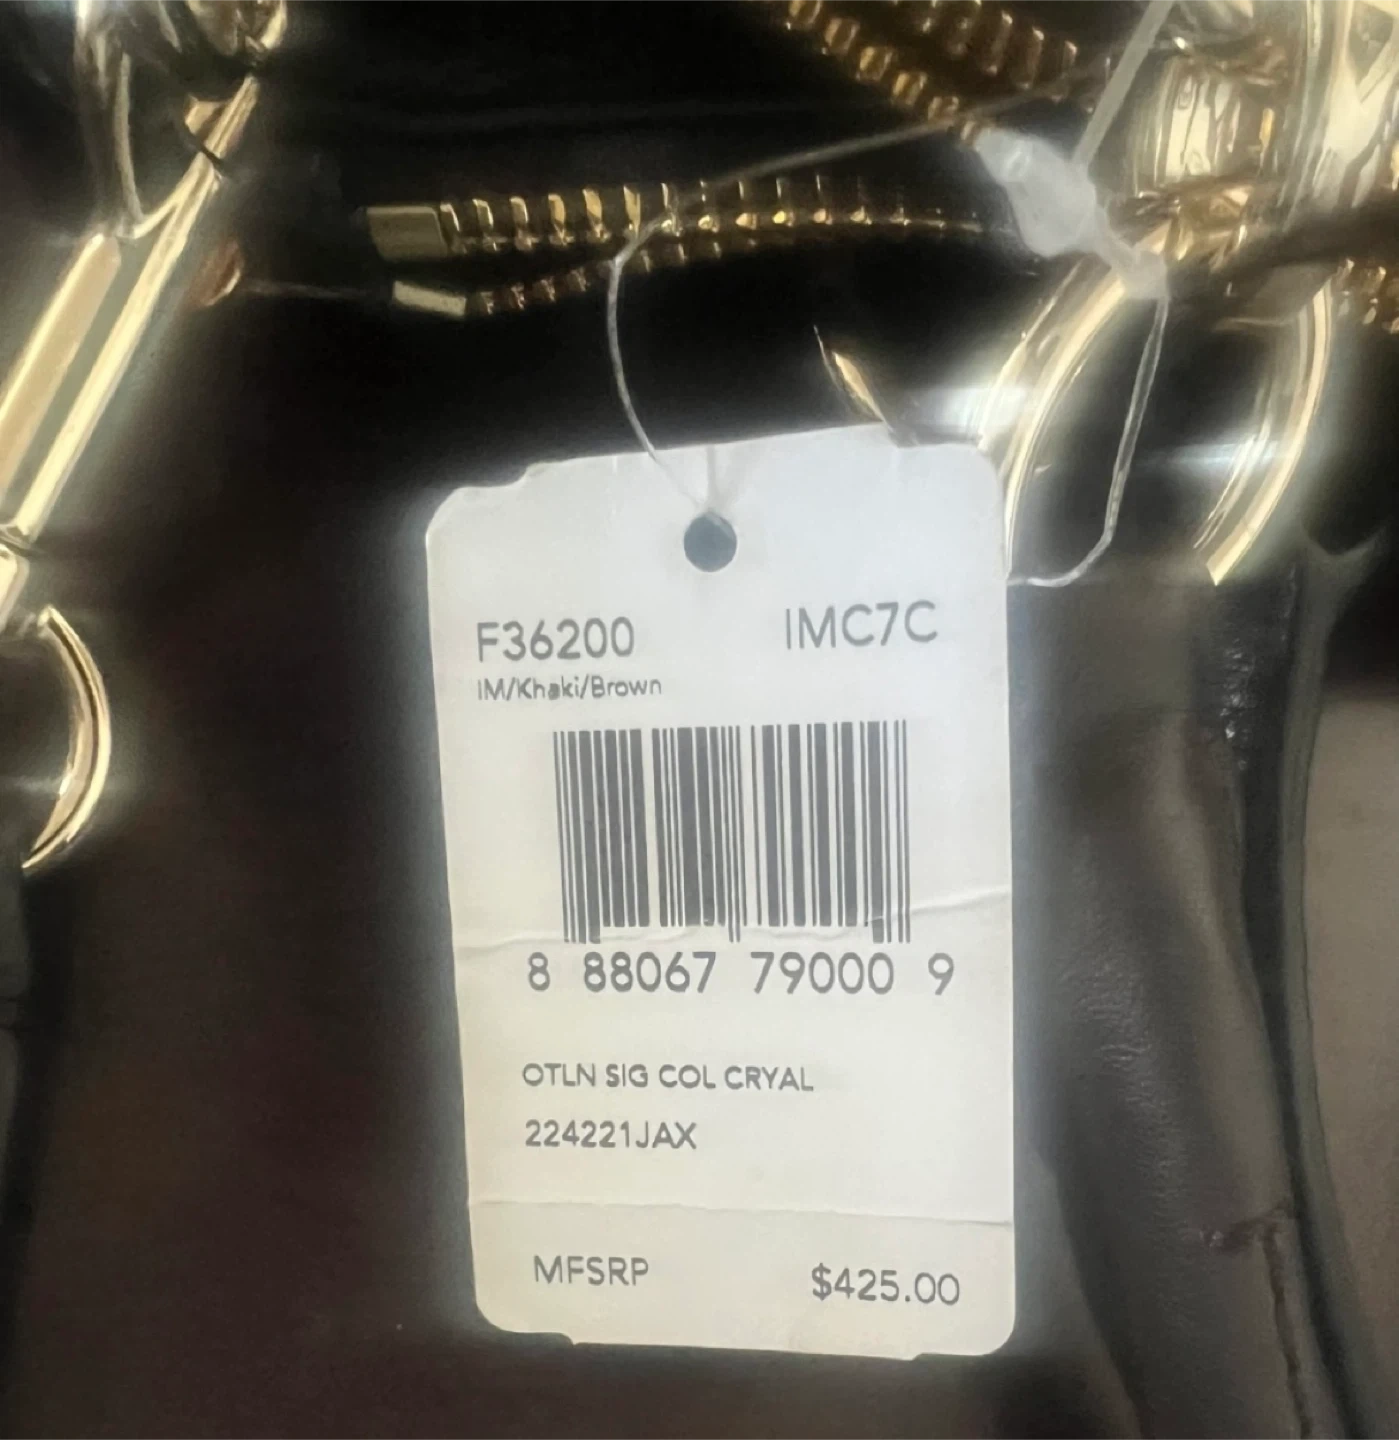 F36200 IMC7C
IM/Khaki/Brown
8 88067 79000 9
OTLN SIG COL CRYAL
224221JAX
MFSRP $425.00